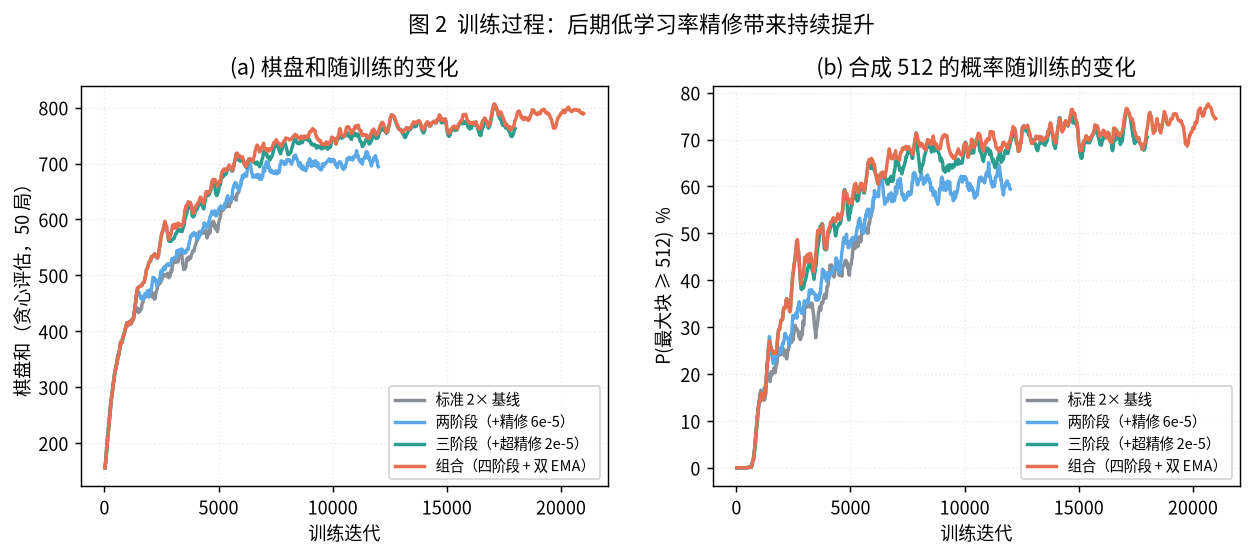 图 2  训练过程：后期低学习率精修带来持续提升
(a) 棋盘和随训练的变化
棋盘和（贪心评估，50 局）
800
700
600
500
400
300
200
0
5000
10000
15000
20000
训练迭代
标准 2× 基线
两阶段（+精修 6e-5）
三阶段（+超精修 2e-5）
组合（四阶段 + 双 EMA）
(b) 合成 512 的概率随训练的变化
P(最大块 ≥ 512) %
80
70
60
50
40
30
20
10
0
0
5000
10000
15000
20000
训练迭代
标准 2× 基线
两阶段（+精修 6e-5）
三阶段（+超精修 2e-5）
组合（四阶段 + 双 EMA）